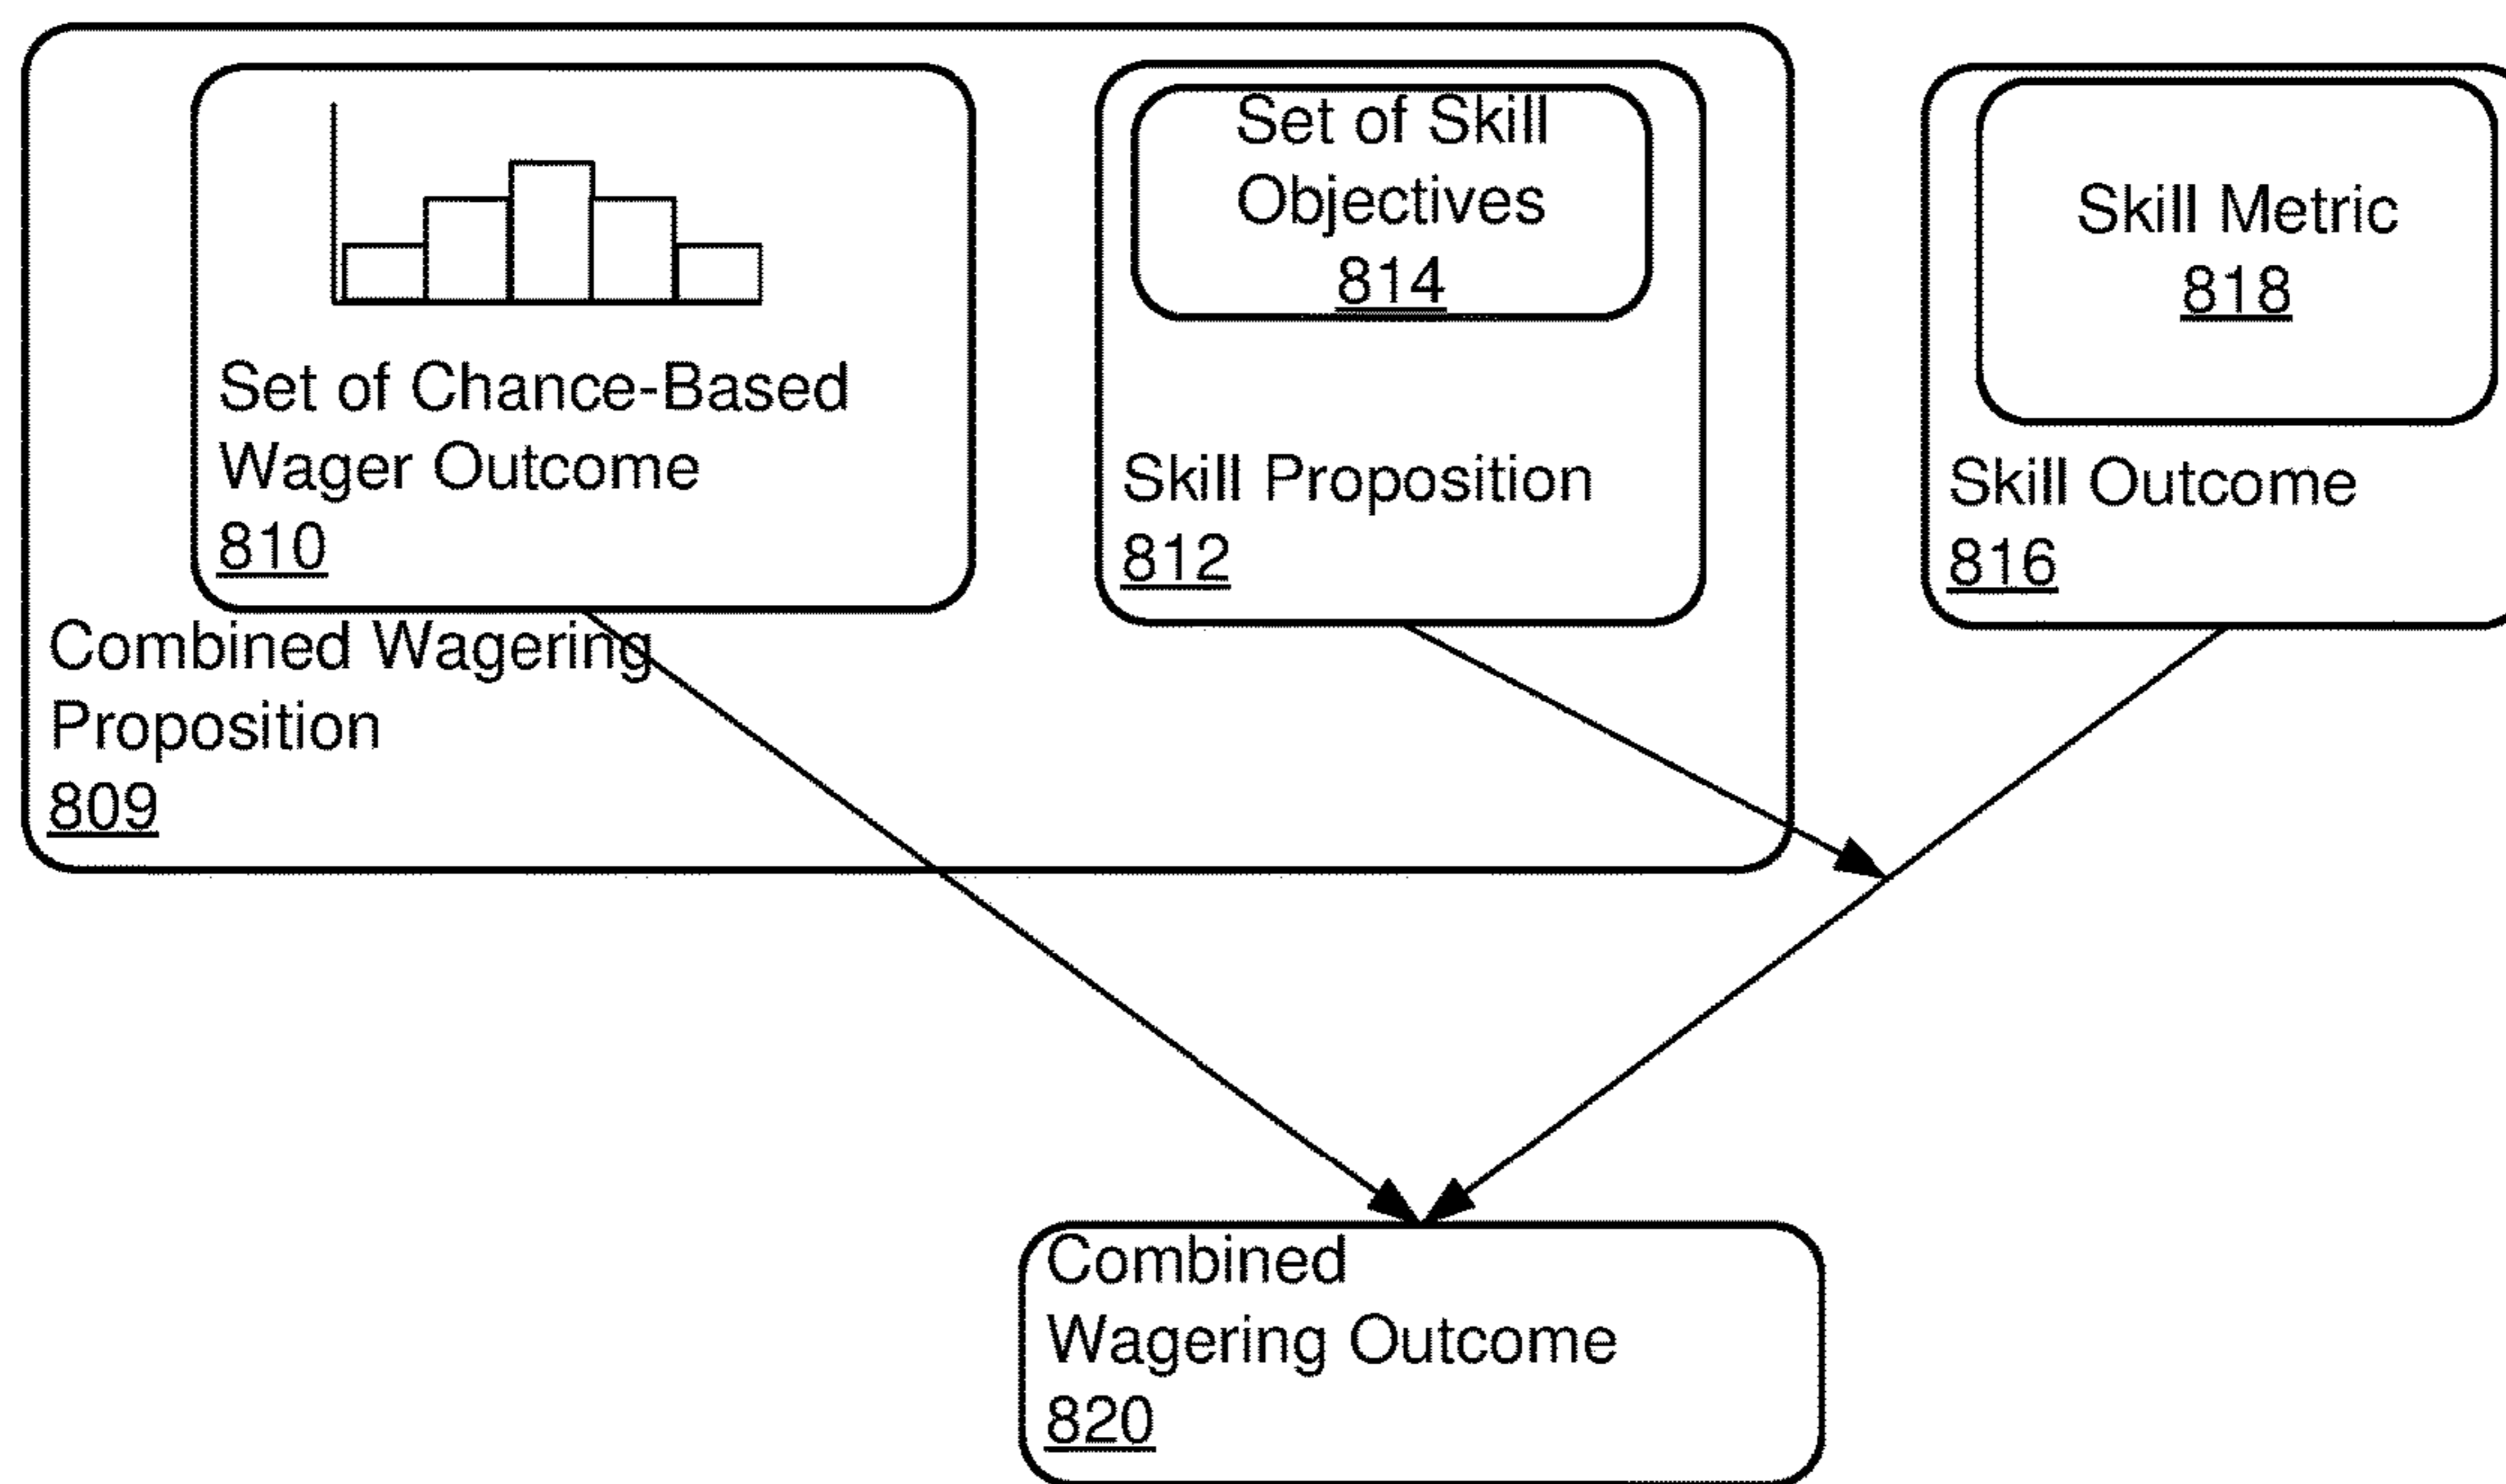 Set of Chance-Based
Wager Outcome
810
Set of Skill
Objectives
814
Skill Proposition
812
Skill Metric
818
Skill Outcome
816
Combined Wagering
Proposition
809
Combined
Wagering Outcome
820